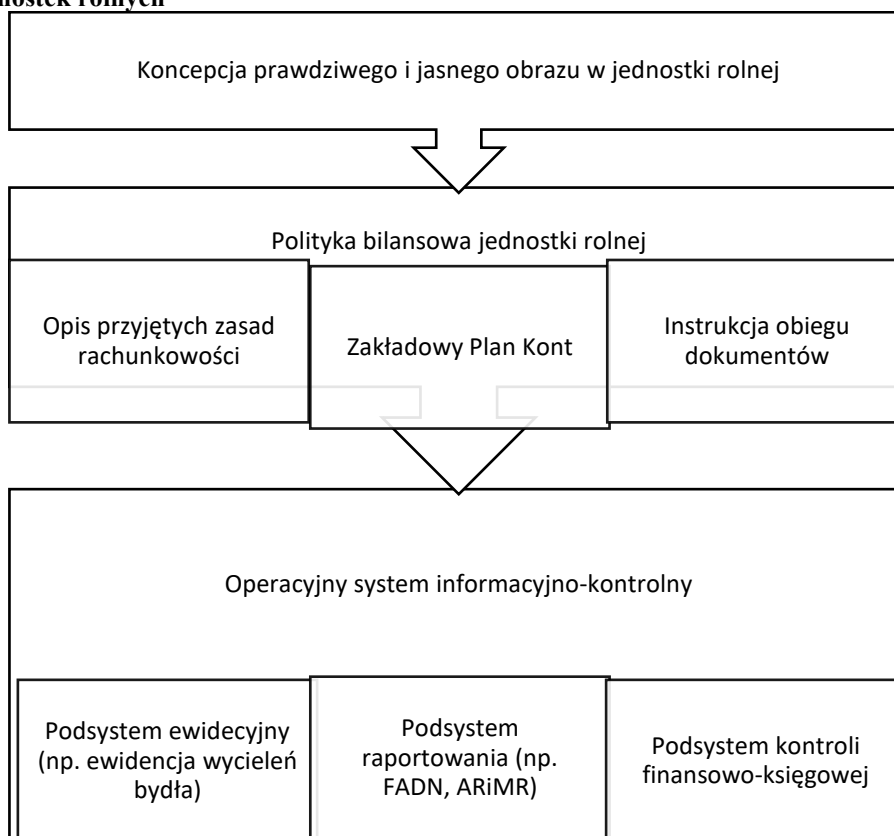 rolnych
Koncepcja prawdziwego i jasnego obrazu w jednostki rolnej
Polityka bilansowa jednostki rolnej
Opis przyjętych zasad
rachunkowości
Zakładowy Plan Kont
Instrukcja obiegu
dokumentów
Operacyjny system informacyjno-kontrolny
Podsystem ewidecyjny
(np. ewidencja wycieleń
bydła)
Podsystem
raportowania (np.
FADN, ARiMR)
Podsystem kontroli
finansowo-księgowej